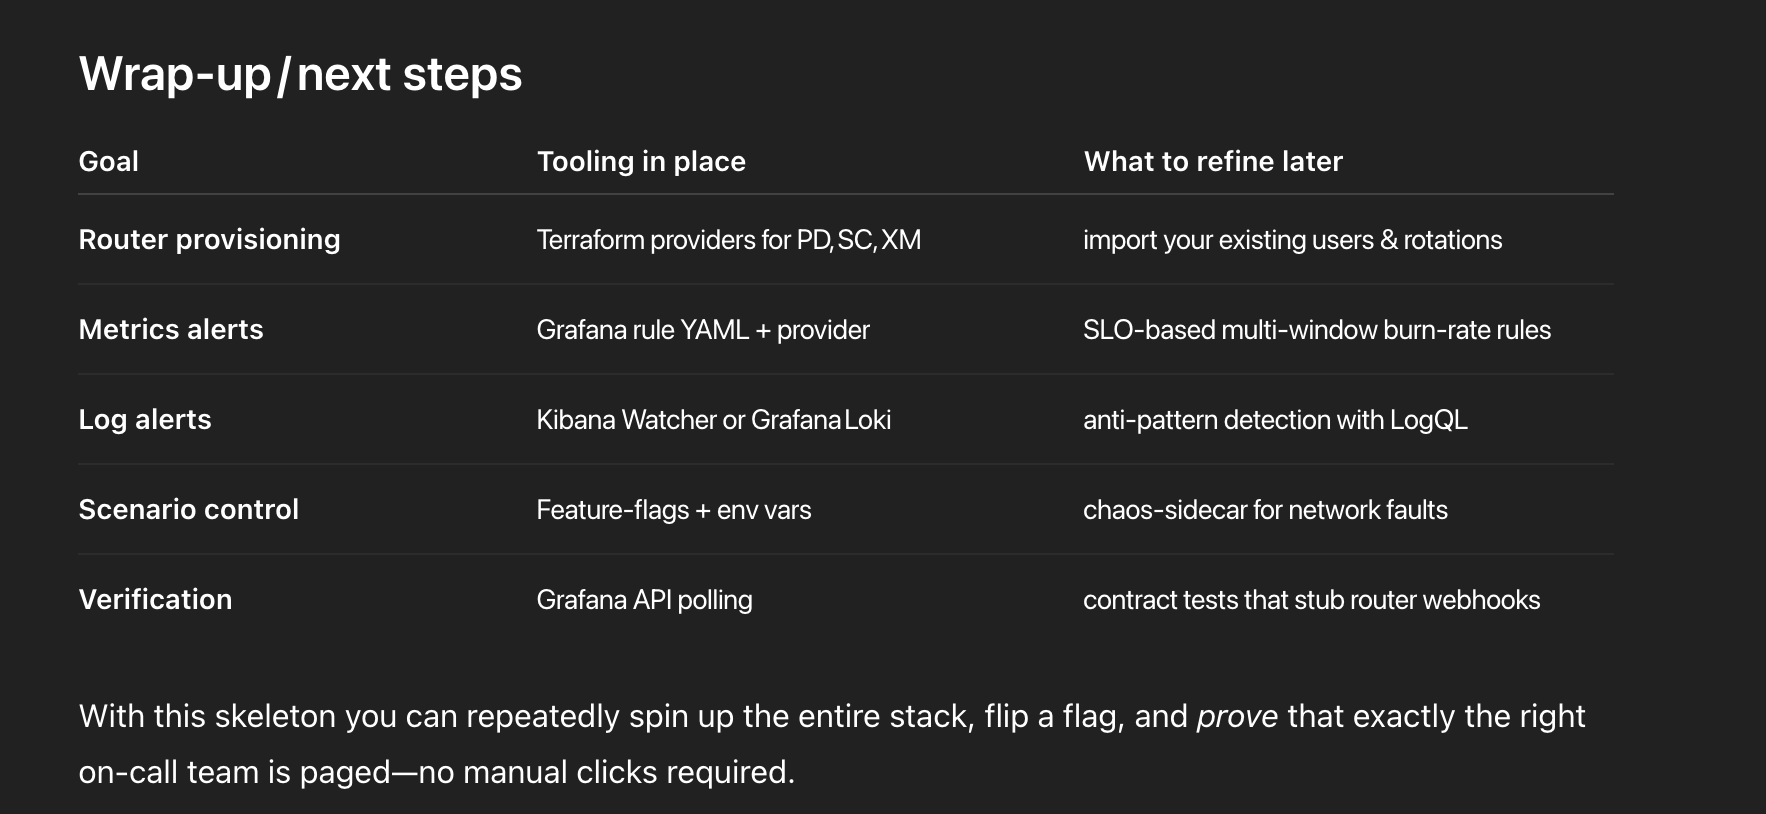 Wrap-up/next steps
Goal Tooling in place What to refine later
Router provisioning Terraform providers for PD, SC, XM import your existing users & rotations
Metrics alerts Grafana rule YAML + provider SLO-based multi-window burn-rate rules
Log alerts Kibana Watcher or Grafana Loki anti-pattern detection with LogQL
Scenario control Feature-flags + env vars chaos-sidecar for network faults
Verification Grafana API polling contract tests that stub router webhooks
With this skeleton you can repeatedly spin up the entire stack, flip a flag, and prove that exactly the right
on-call team is paged—no manual clicks required.